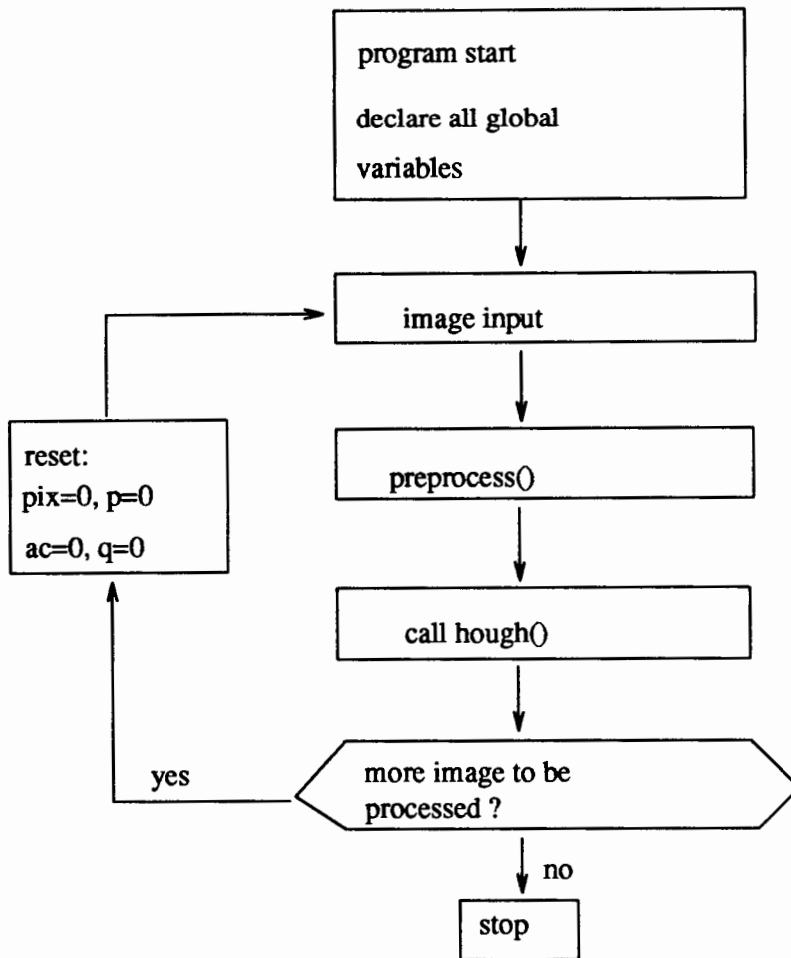 program start
declare all global
variables
image input
reset:
pix=0, p=0
ac=0, q=0
preprocess()
call hough()
yes
more image to be
processed ?
no
stop